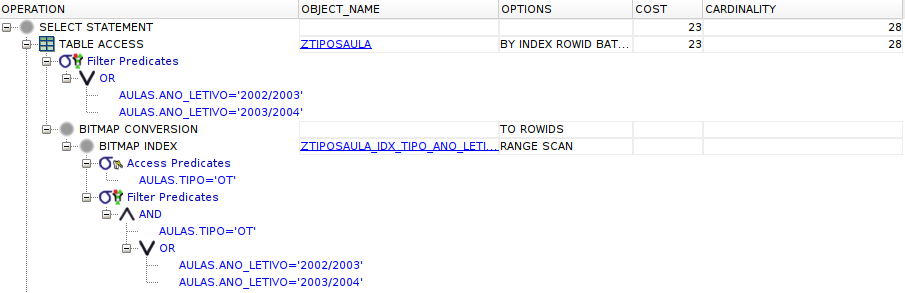 OPERATION OBJECT_NAME OPTIONS COST CARDINALITY
SELECT STATEMENT 23 28
TABLE ACCESS ZTIPOSAULA BY INDEX ROWID BAT... 23 28
Filter Predicates
OR
AULAS.ANO_LETIVO='2002/2003'
AULAS.ANO_LETIVO='2003/2004'
BITMAP CONVERSION TO ROWIDS
BITMAP INDEX ZTIPOSAULA_IDX_TIPO_ANO_LETI... RANGE SCAN
Access Predicates
AULAS.TIPO='OT'
Filter Predicates
AND
AULAS.TIPO='OT'
OR
AULAS.ANO_LETIVO='2002/2003'
AULAS.ANO_LETIVO='2003/2004'